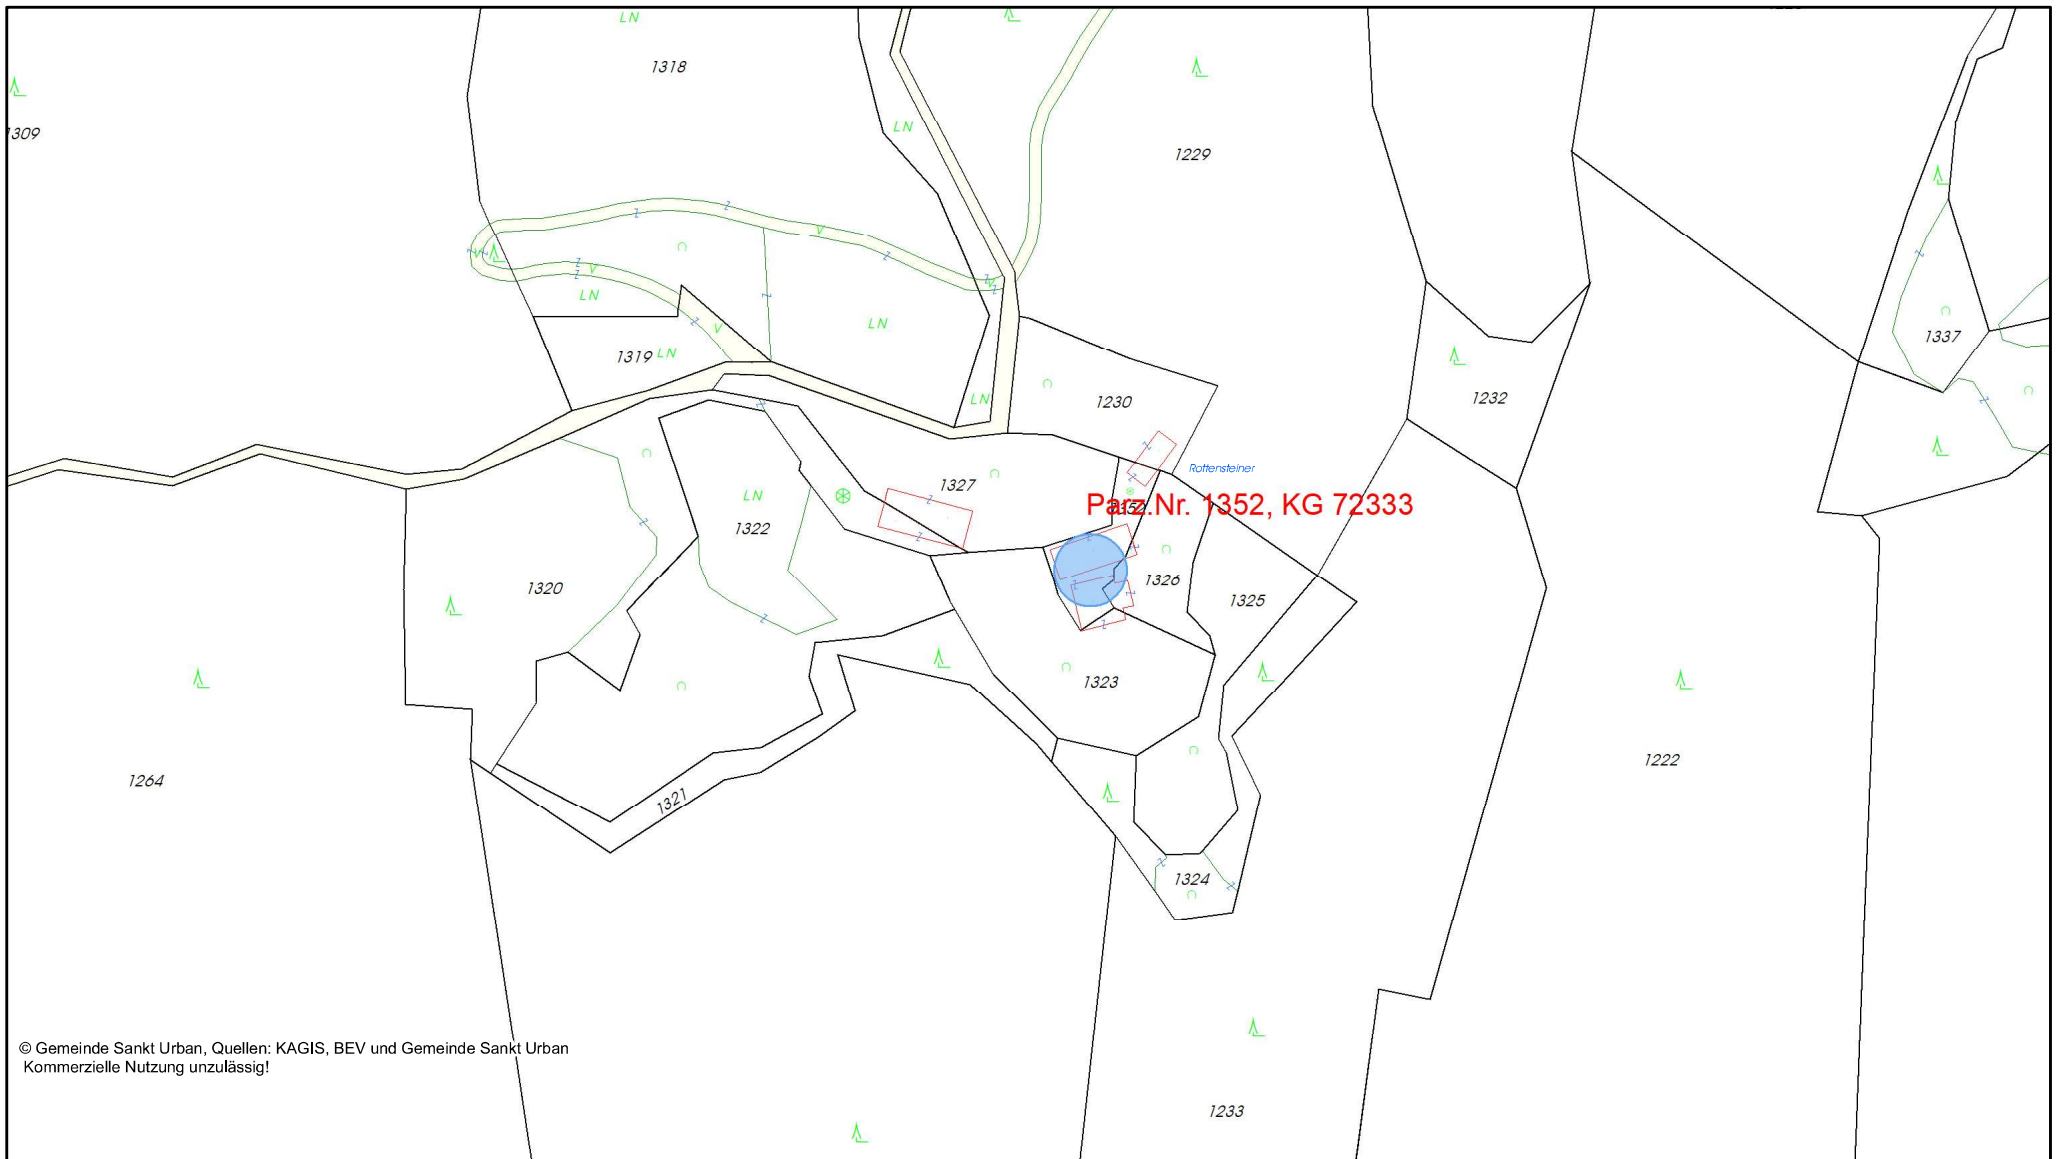 LN
1318
1309
LN
1229
V
V
V
LN
LN
V
1337
1319 LN
1232
LN
1230
Rottensteiner
1327
LN
Parz.Nr. 1352, KG 72333
1352
1322
1326
1320
1325
1323
1222
1264
1321
1324
© Gemeinde Sankt Urban, Quellen: KAGIS, BEV und Gemeinde Sankt Urban
Kommerzielle Nutzung unzulässig!
1233